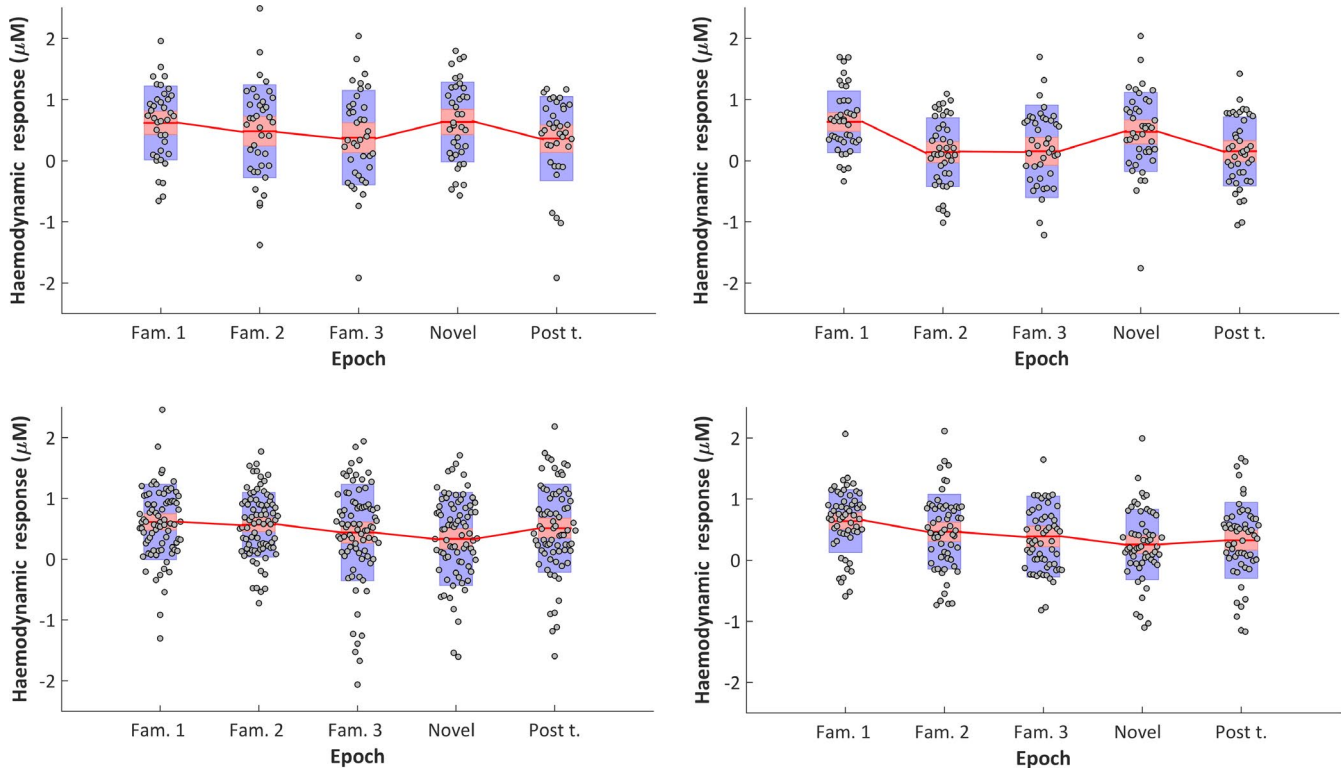 Haemodynamic response (μM)
2
1
0
-1
-2
Fam. 1 Fam. 2 Fam. 3 Novel Post t.
Epoch
Haemodynamic response (μM)
2
1
0
-1
-2
Fam. 1 Fam. 2 Fam. 3 Novel Post t.
Epoch
Haemodynamic response (μM)
2
1
0
-1
-2
Fam. 1 Fam. 2 Fam. 3 Novel Post t.
Epoch
Haemodynamic response (μM)
2
1
0
-1
-2
Fam. 1 Fam. 2 Fam. 3 Novel Post t.
Epoch